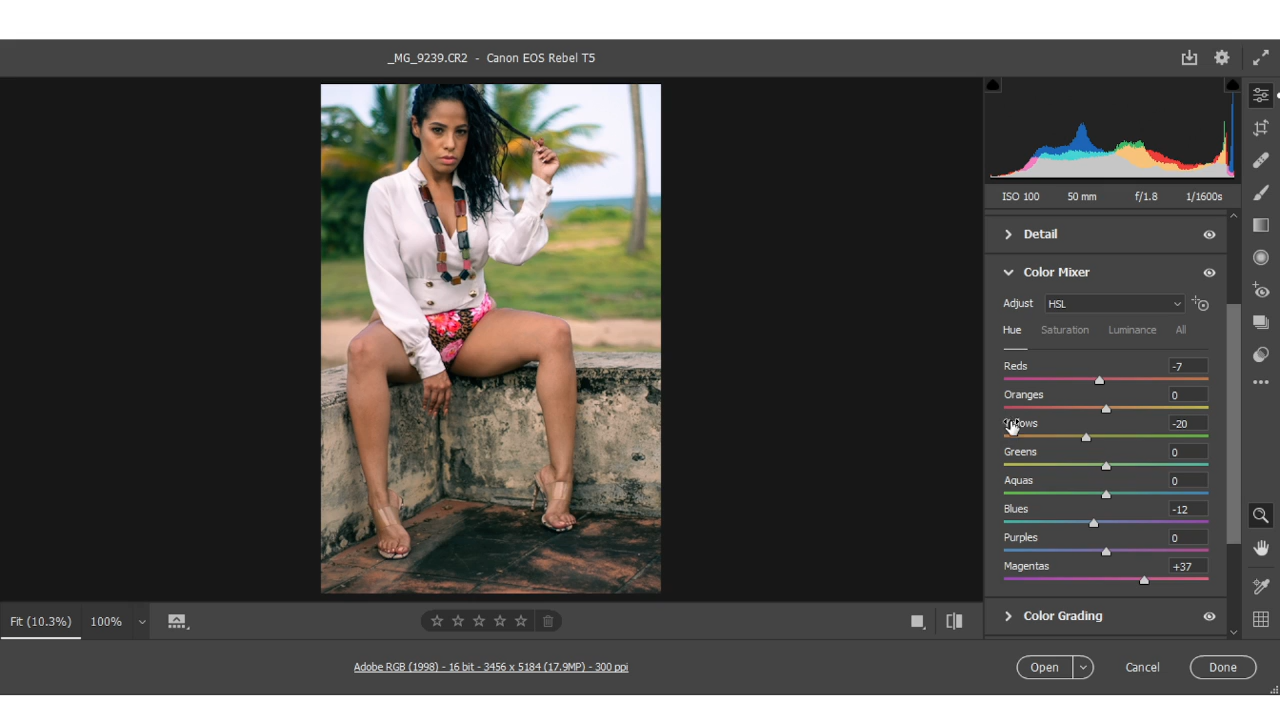 _MG_9239.CR2 - Canon EOS Rebel T5
ISO 100 50 mm f/1.8 1/1600s
Detail
Color Mixer
Adjust HSL
Hue Saturation Luminance All
Reds -7
Oranges 0
-20
Greens 0
Aquas 0
Blues -12
Purples 0
Magentas +37
Color Grading
Fit (10.3%) 100%
Adobe RGB (1998) - 16 bit - 3456 x 5184 (17.9MP) - 300 ppi
Open Cancel Done